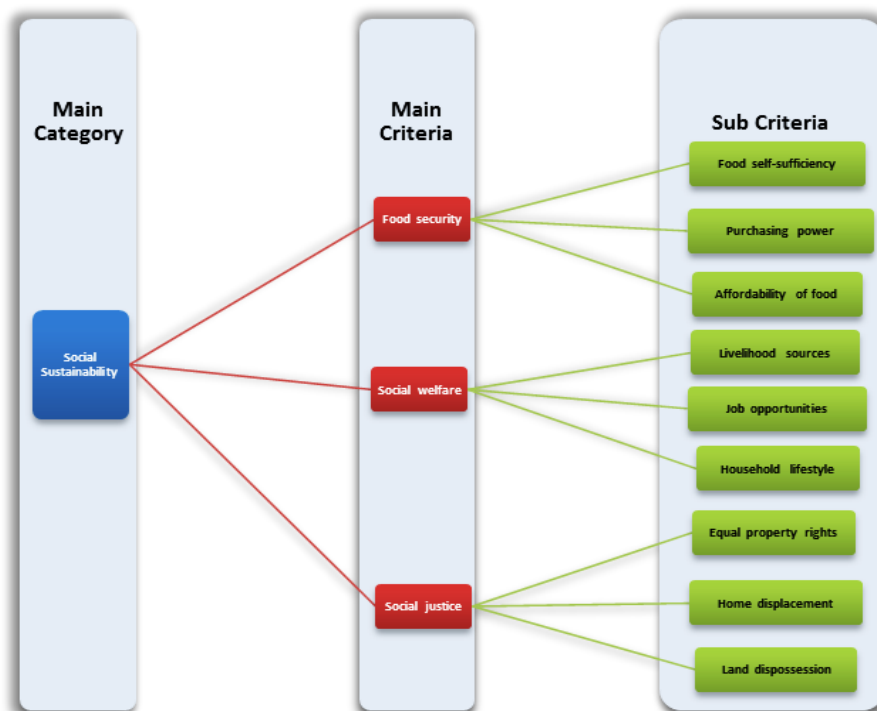 Main
Category
Main
Criteria
Sub Criteria
Social
Sustainability
Food security
Social welfare
Social justice
Food self-sufficiency
Purchasing power
Affordability of food
Livelihood sources
Job opportunities
Household lifestyle
Equal property rights
Home displacement
Land dispossession